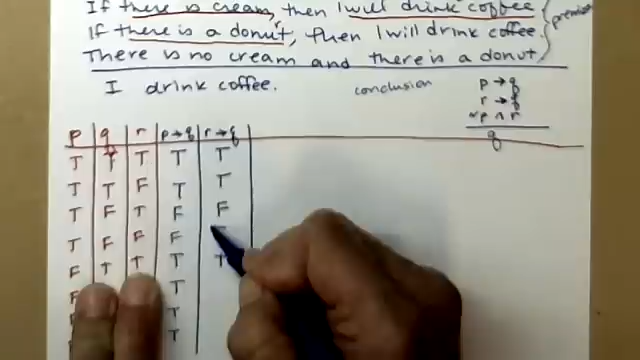 If there is cream, then I will drink coffee
If there is a donut, then I will drink coffee. premises
There is no cream and there is a donut
I drink coffee. conclusion
p → q
r → q
~p ∧ r
q
p q r p→q r→q
T T T T T
T T F T T
T F T F F
T F F F
F T T T T
F T
T
T